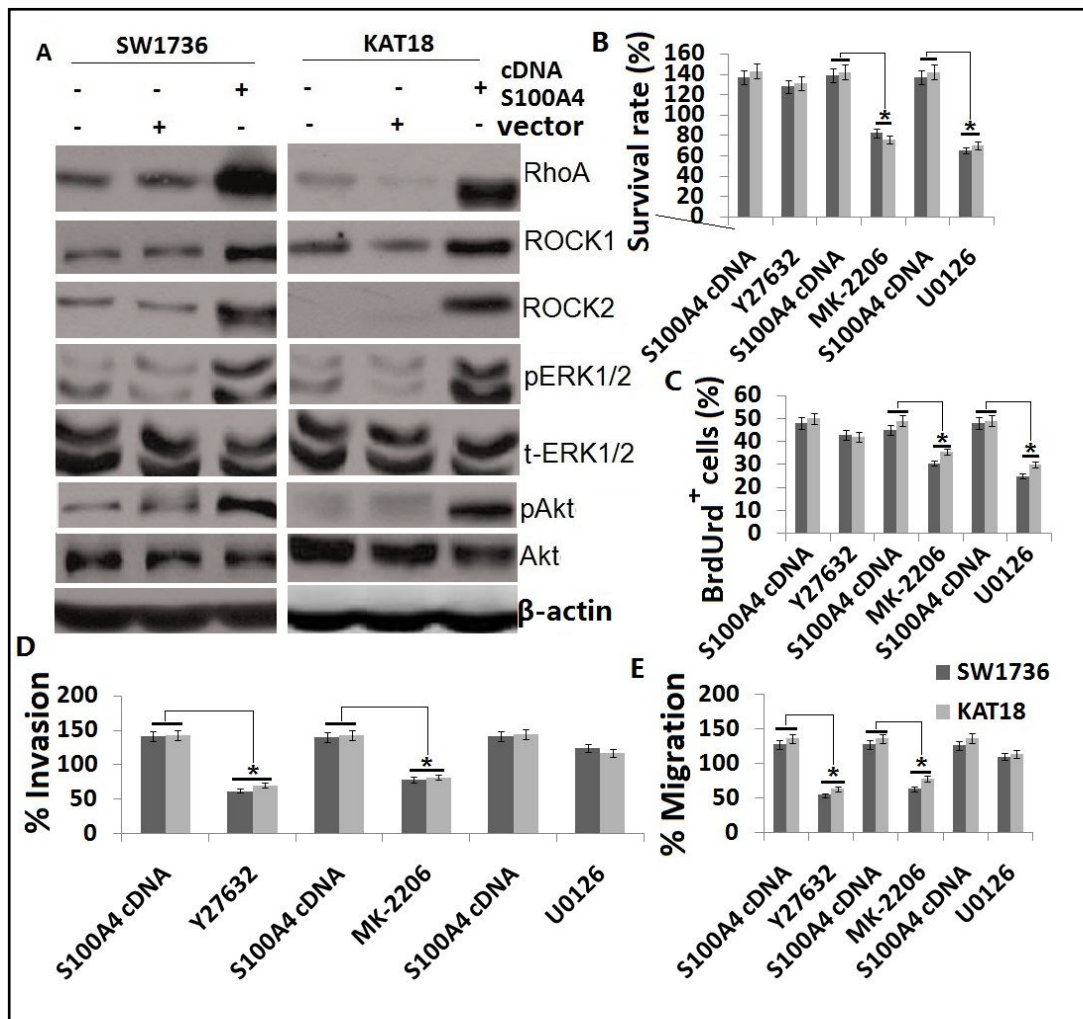 A
SW1736
KAT18
- - + - - + cDNA S100A4
- + - - + - vector
RhoA
ROCK1
ROCK2
pERK1/2
t-ERK1/2
pAkt
Akt
β-actin
B
Survival rate (%)
160
140
120
100
80
60
40
20
0
* *
S100A4 cDNA
Y27632
S100A4 cDNA
MK-2206
S100A4 cDNA
U0126
C
BrdUrd+ cells (%)
60
50
40
30
20
10
0
* *
S100A4 cDNA
Y27632
S100A4 cDNA
MK-2206
S100A4 cDNA
U0126
D
% Invasion
200
150
100
50
0
* *
S100A4 cDNA
Y27632
S100A4 cDNA
MK-2206
S100A4 cDNA
U0126
E
SW1736
KAT18
% Migration
200
150
100
50
0
* *
S100A4 cDNA
Y27632
S100A4 cDNA
MK-2206
S100A4 cDNA
U0126